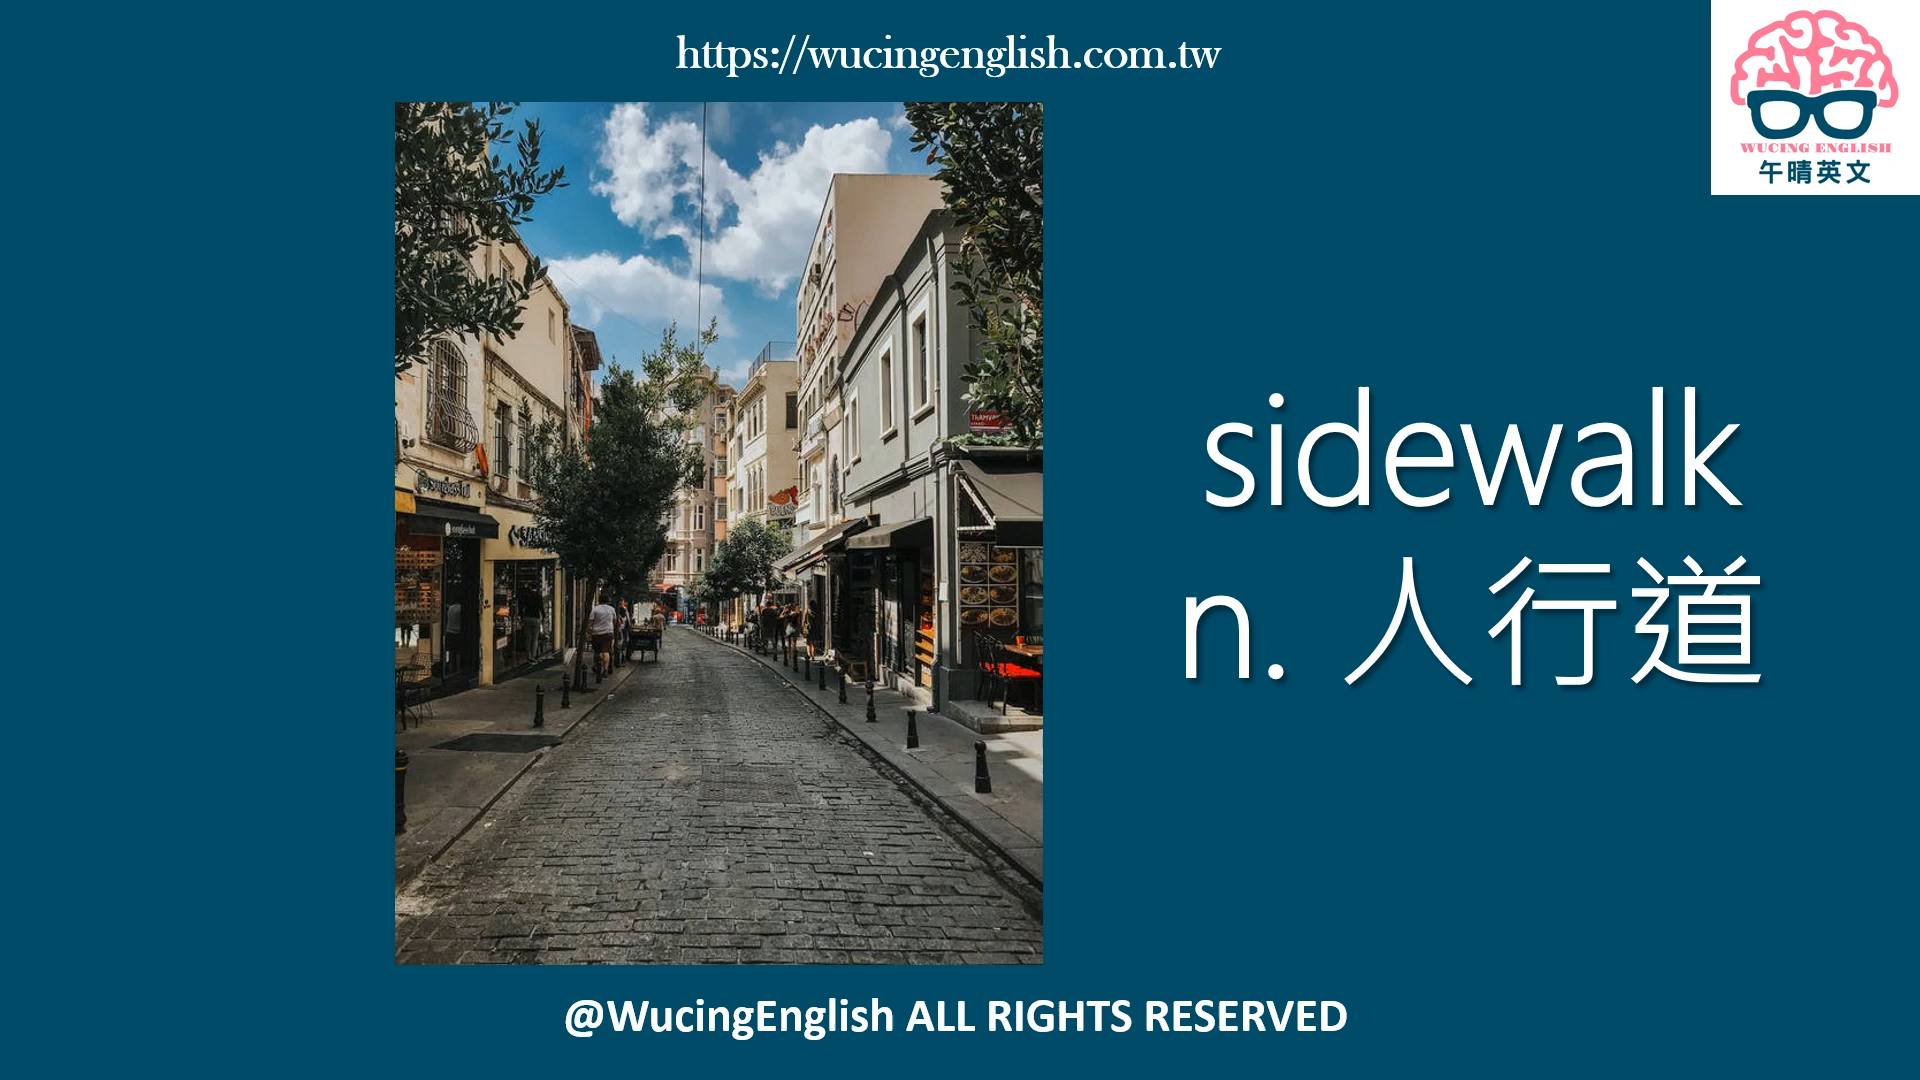 https://wucingenglish.com.tw
WUCING ENGLISH
午晴英文
sidewalk
n. 人行道
@WucingEnglish ALL RIGHTS RESERVED